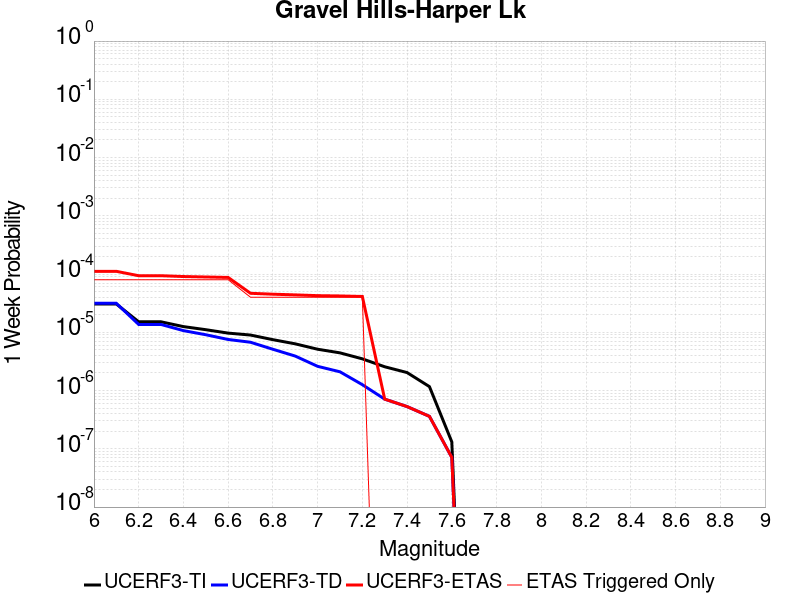 Gravel Hills-Harper Lk
1 Week Probability
10^0
10^-1
10^-2
10^-3
10^-4
10^-5
10^-6
10^-7
10^-8
6 6.2 6.4 6.6 6.8 7 7.2 7.4 7.6 7.8 8 8.2 8.4 8.6 8.8 9
Magnitude
UCERF3-TI UCERF3-TD UCERF3-ETAS ETAS Triggered Only